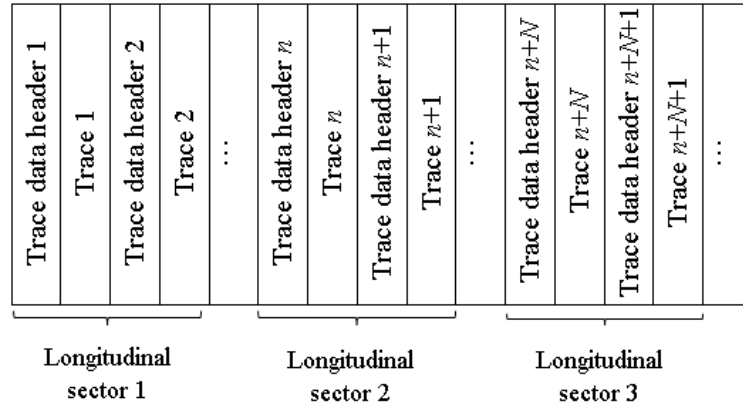 Trace data header 1
Trace 1
Trace data header 2
Trace 2
...
Trace data header n
Trace n
Trace data header n+1
Trace n+1
...
Trace data header n+N
Trace n+N
Trace data header n+N+1
Trace n+N+1
...
Longitudinal
sector 1
Longitudinal
sector 2
Longitudinal
sector 3